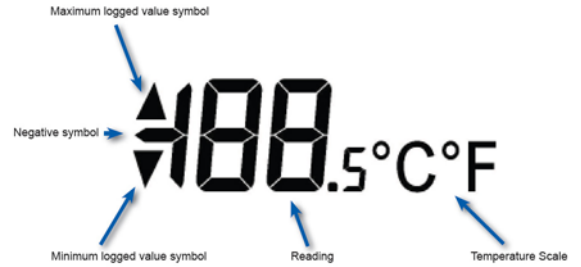 Maximum logged value symbol
Negative symbol
188.5°C°F
Minimum logged value symbol
Reading
Temperature Scale